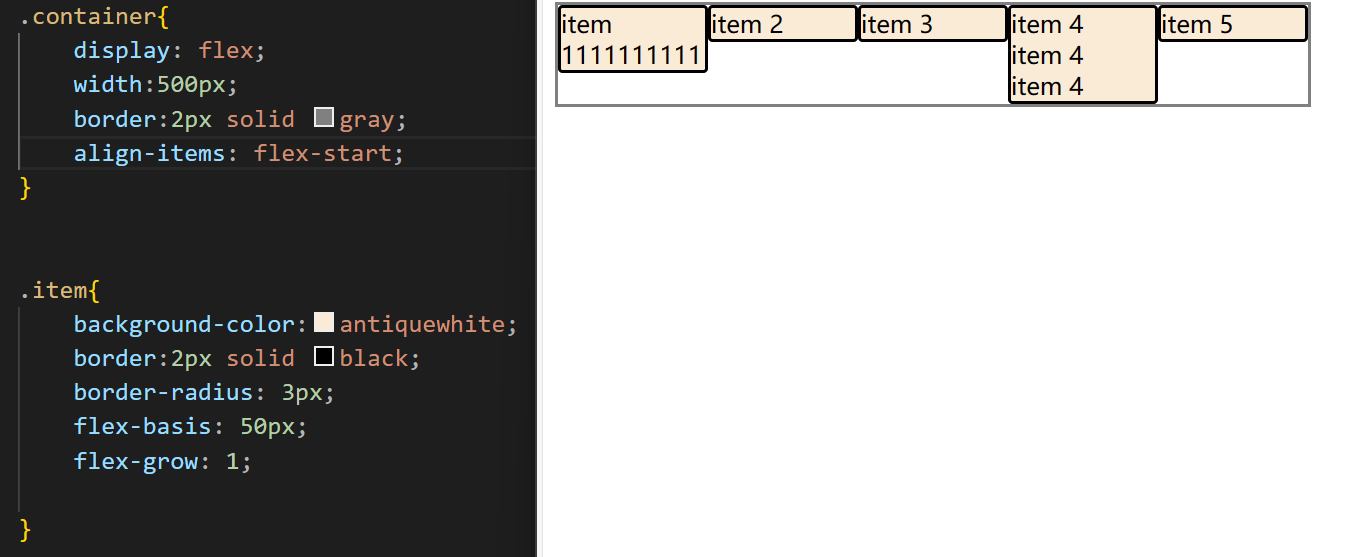 .container{
display: flex;
width:500px;
border:2px solid gray;
align-items: flex-start;
}
.item{
background-color:antiquewhite;
border:2px solid black;
border-radius: 3px;
flex-basis: 50px;
flex-grow: 1;
}
item
1111111111
item 2
item 3
item 4
item 4
item 4
item 5